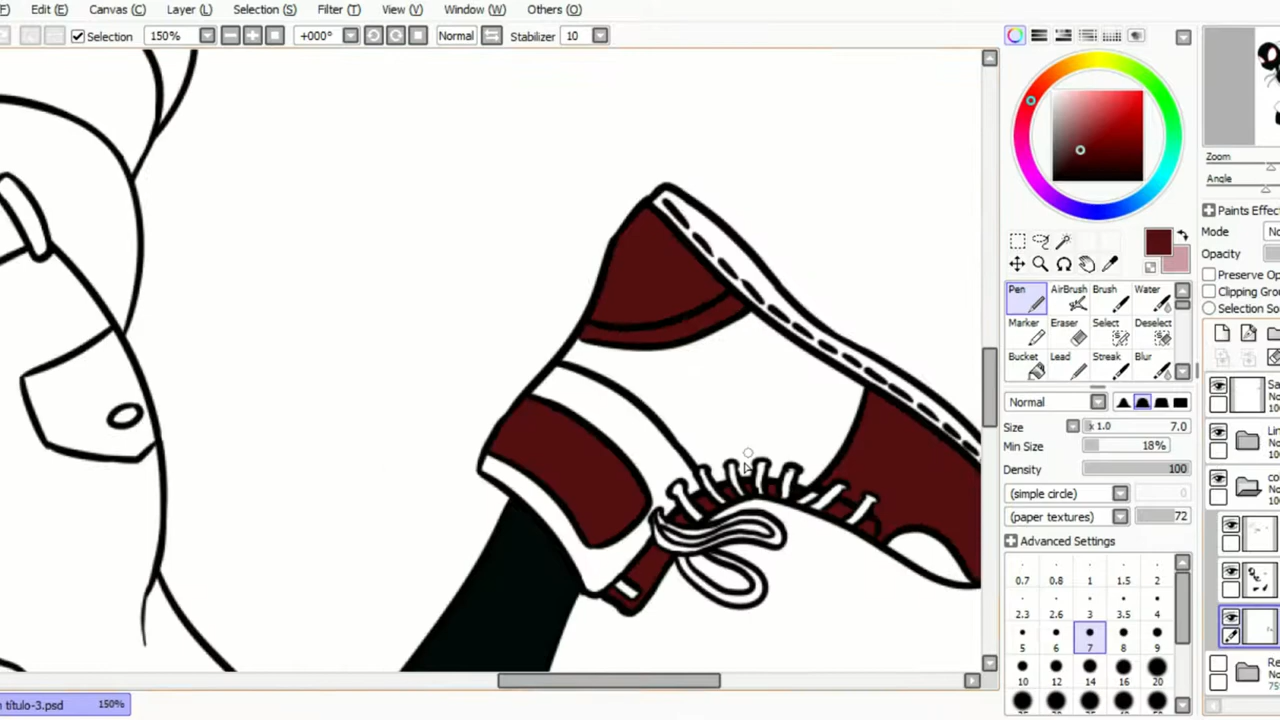 Edit (E) Canvas (C) Layer (L) Selection (S) Filter (T) View (V) Window (W) Others (O)
Selection 150% +000° Normal Stabilizer 10
Zoom
Angle
Paints Effec
Mode No
Opacity
Preserve Op
Clipping Grou
Selection So
Pen AirBrush Brush Water
Marker Eraser Select Deselect
Bucket Lead Streak Blur
Normal
Size x 1.0 7.0
Min Size 18%
Density 100
(simple circle) 0
(paper textures) 72
Advanced Settings
0.7 0.8 1 1.5 2
2.3 2.6 3 3.5 4
5 6 7 8 9
10 12 14 16 20
Lin
título-3.psd 150%